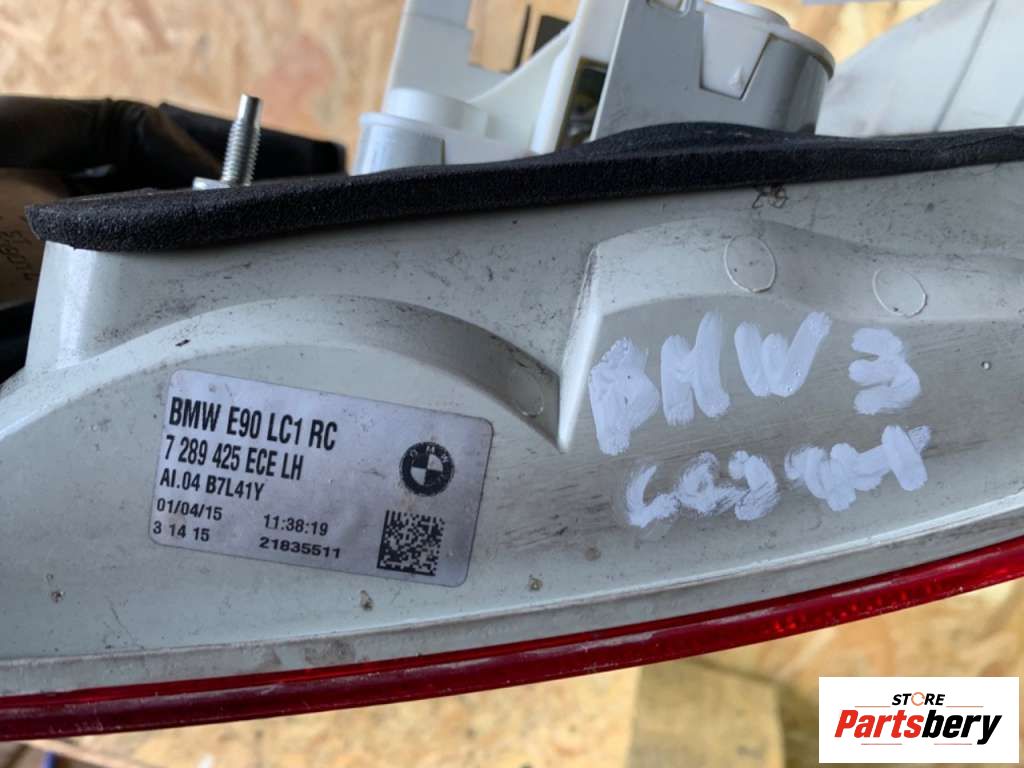 BMW E90 LC1 RC
7 289 425 ECE LH
AI.04 B7L41Y
01/04/15 11:38:19
3 14 15 21835511
BMW
BMW 3
STORE
Partsbery